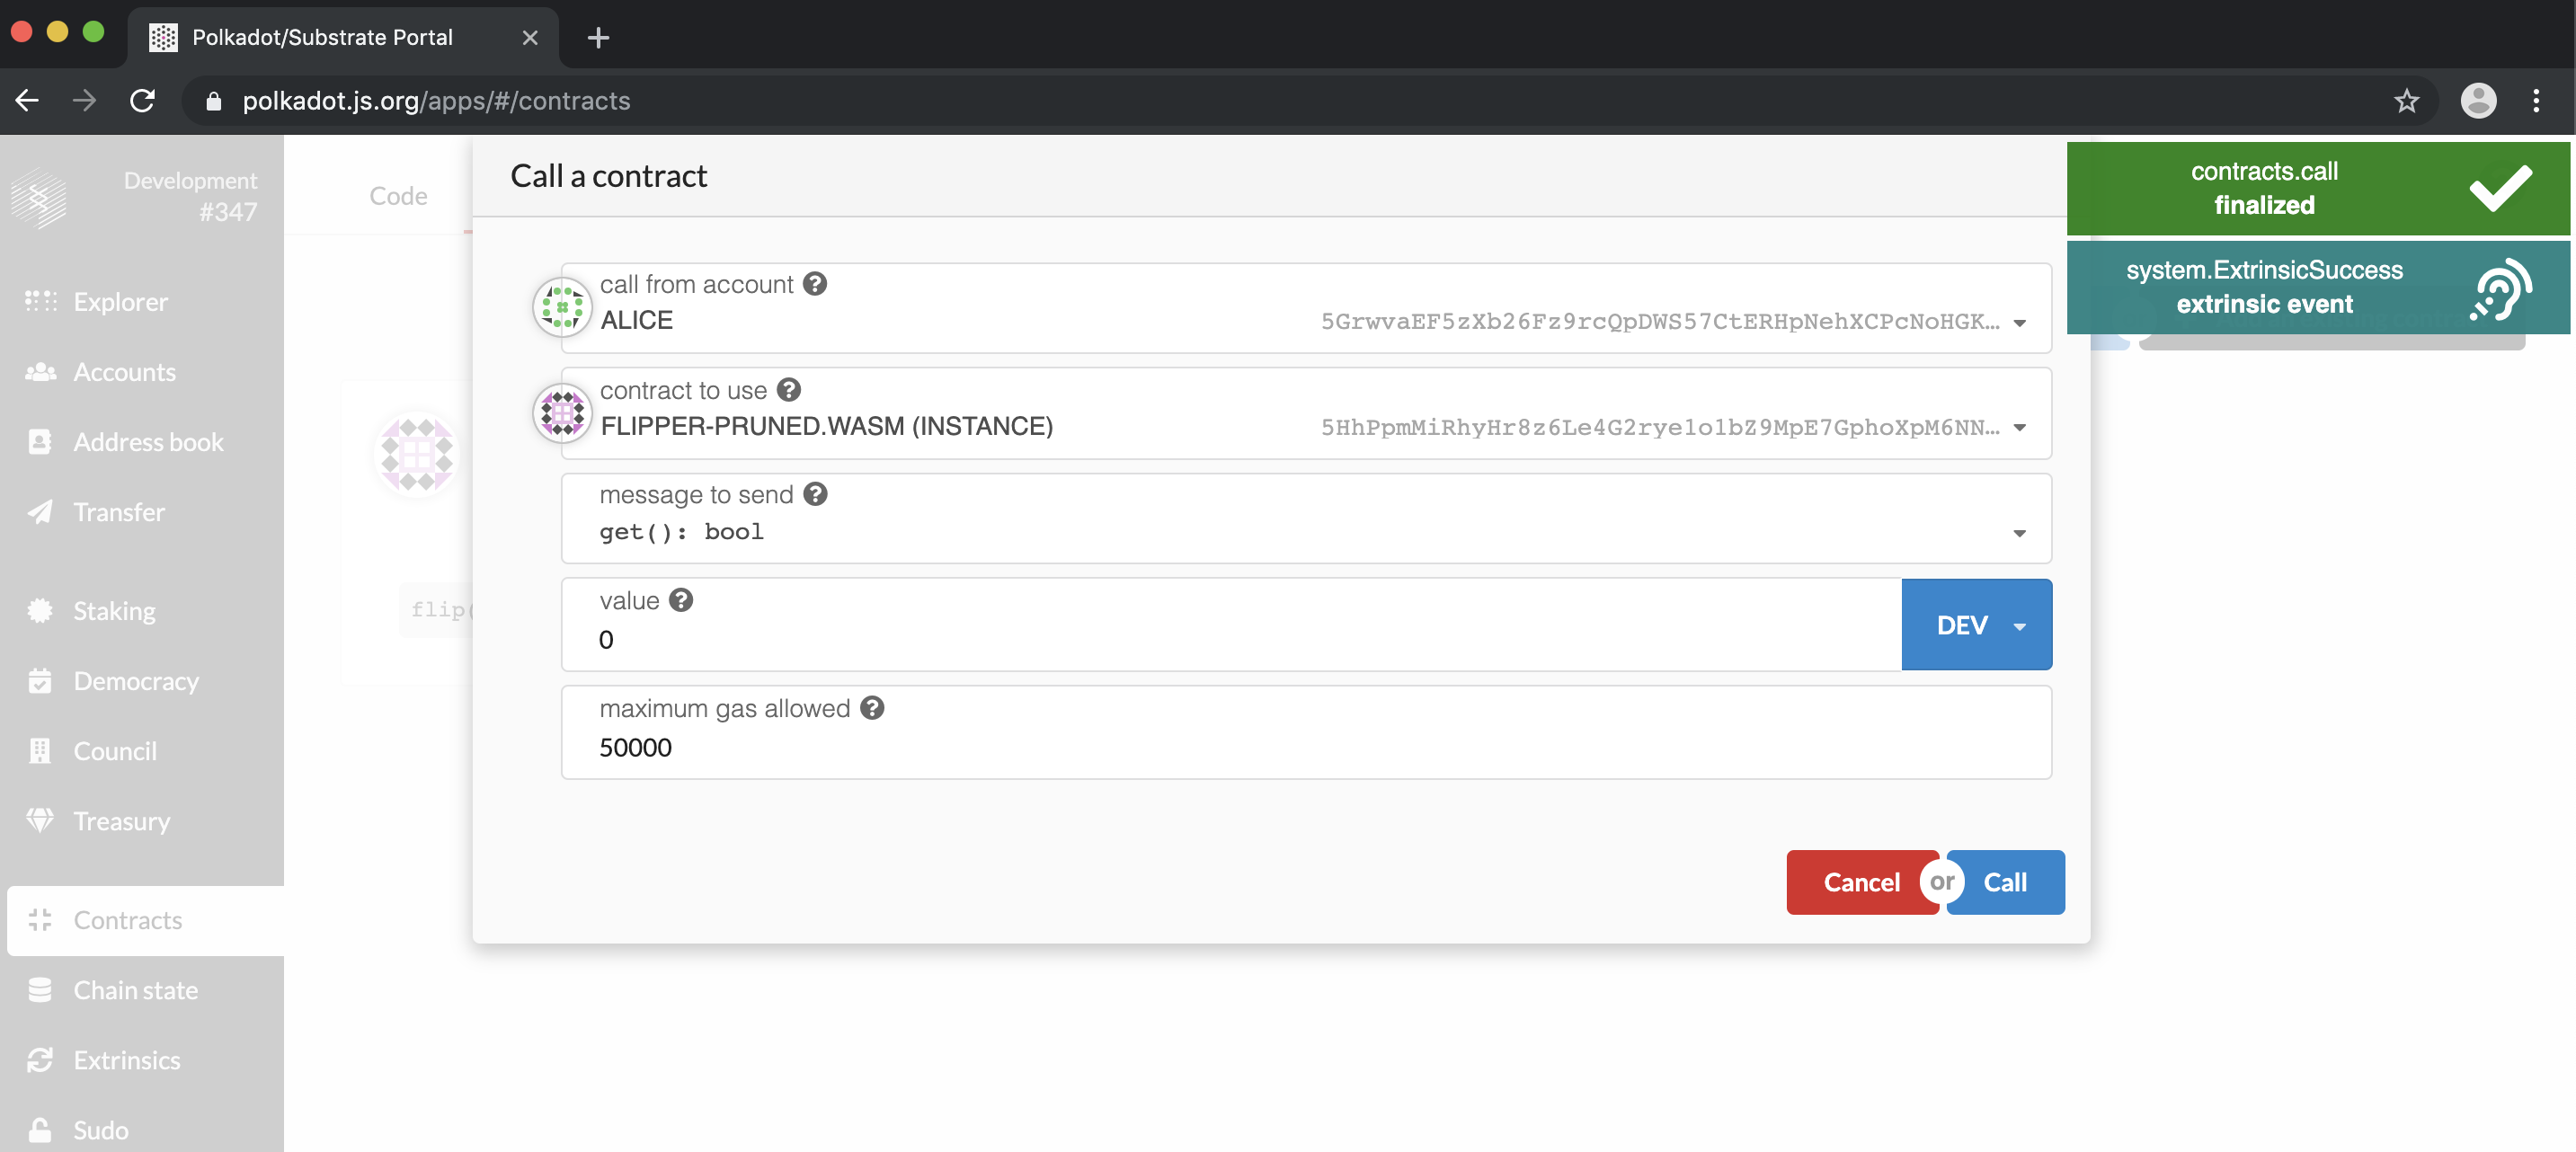 Polkadot/Substrate Portal
polkadot.js.org/apps/#/contracts
Development
#347
Explorer
Accounts
Address book
Transfer
Staking
Democracy
Council
Treasury
Contracts
Chain state
Extrinsics
Sudo
Code
flip(
Call a contract
call from account ?
ALICE
5GrwvaEF5zXb26Fz9rcQpDWS57CtERHpNehXCPcNoHGK...
contract to use ?
FLIPPER-PRUNED.WASM (INSTANCE)
5HhPpmMiRhyHr8z6Le4G2rye1o1bZ9MpE7GphoXpM6NN...
message to send ?
get(): bool
value ?
0
DEV
maximum gas allowed ?
50000
Cancel
or
Call
contracts.call
finalized
system.ExtrinsicSuccess
extrinsic event